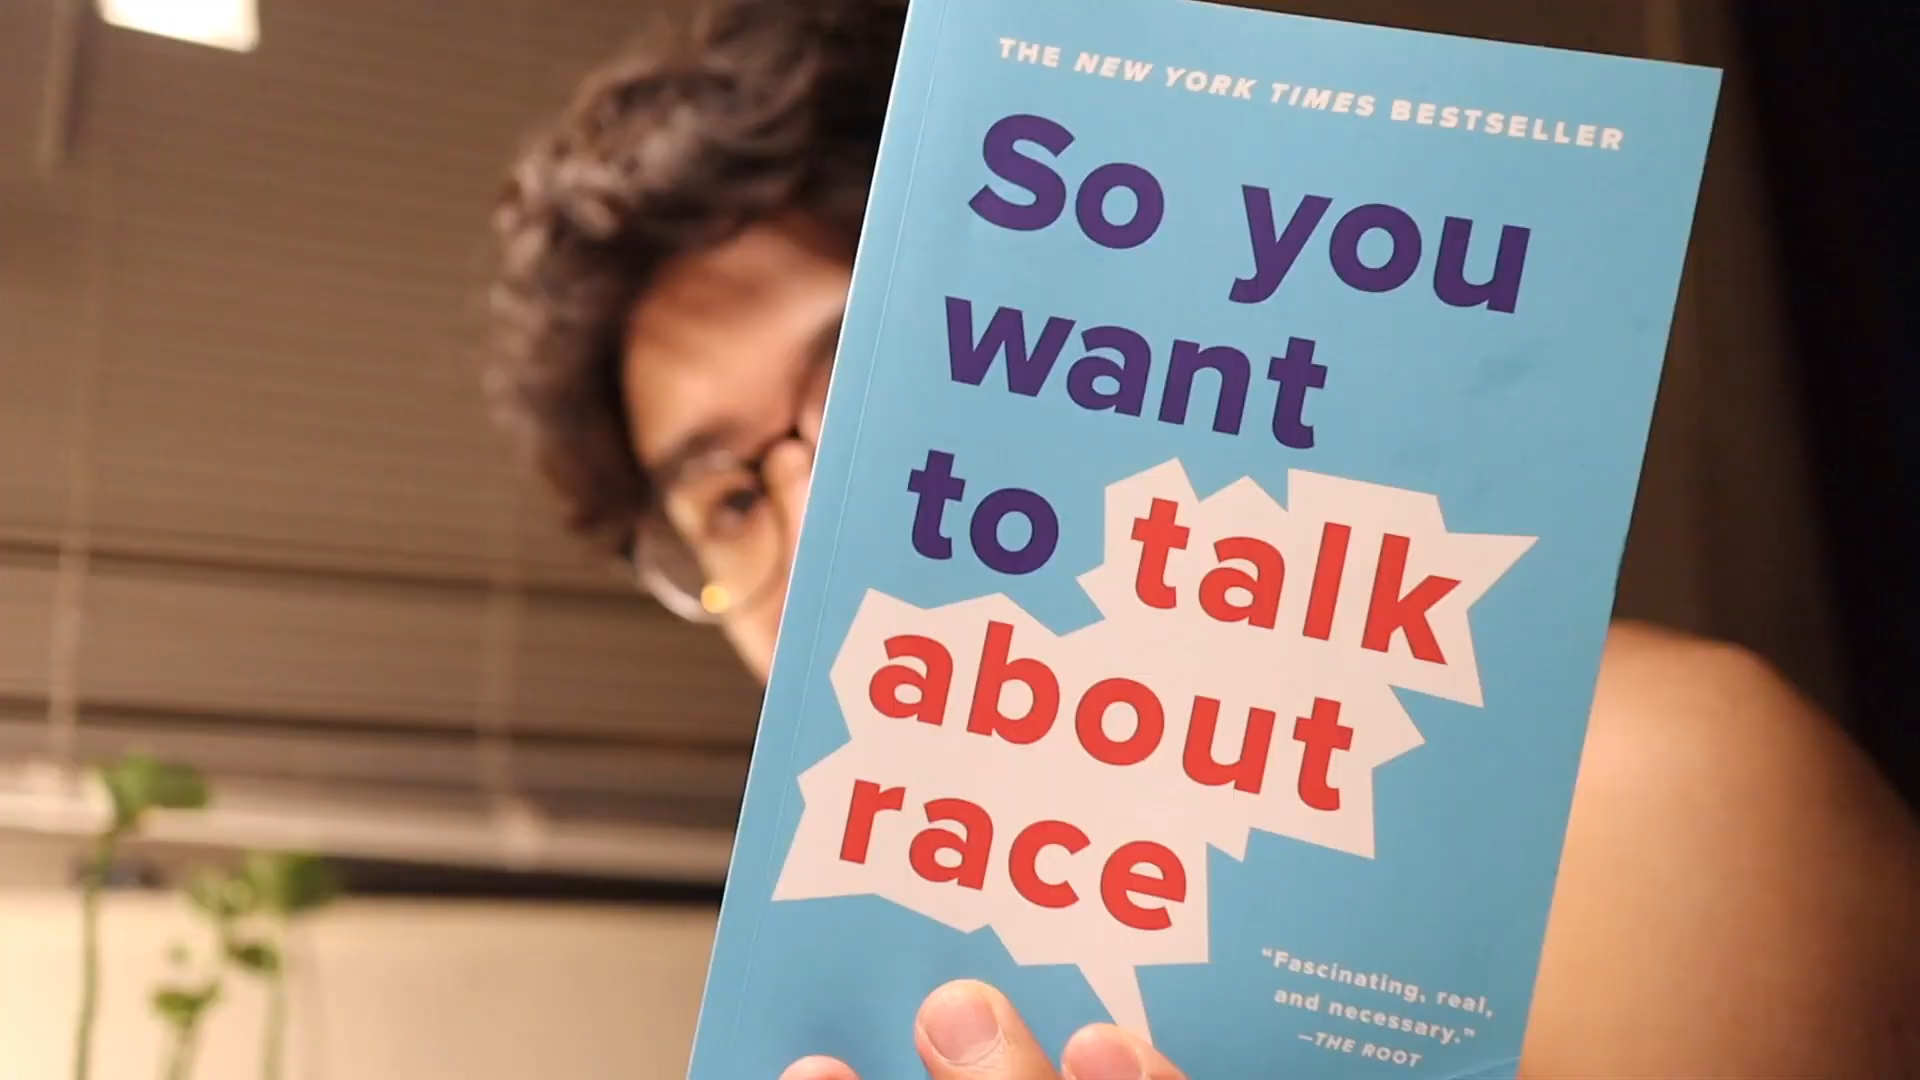 THE NEW YORK TIMES BESTSELLER
So you
want
to talk
about
race
"Fascinating, real,
and necessary."
—THE ROOT